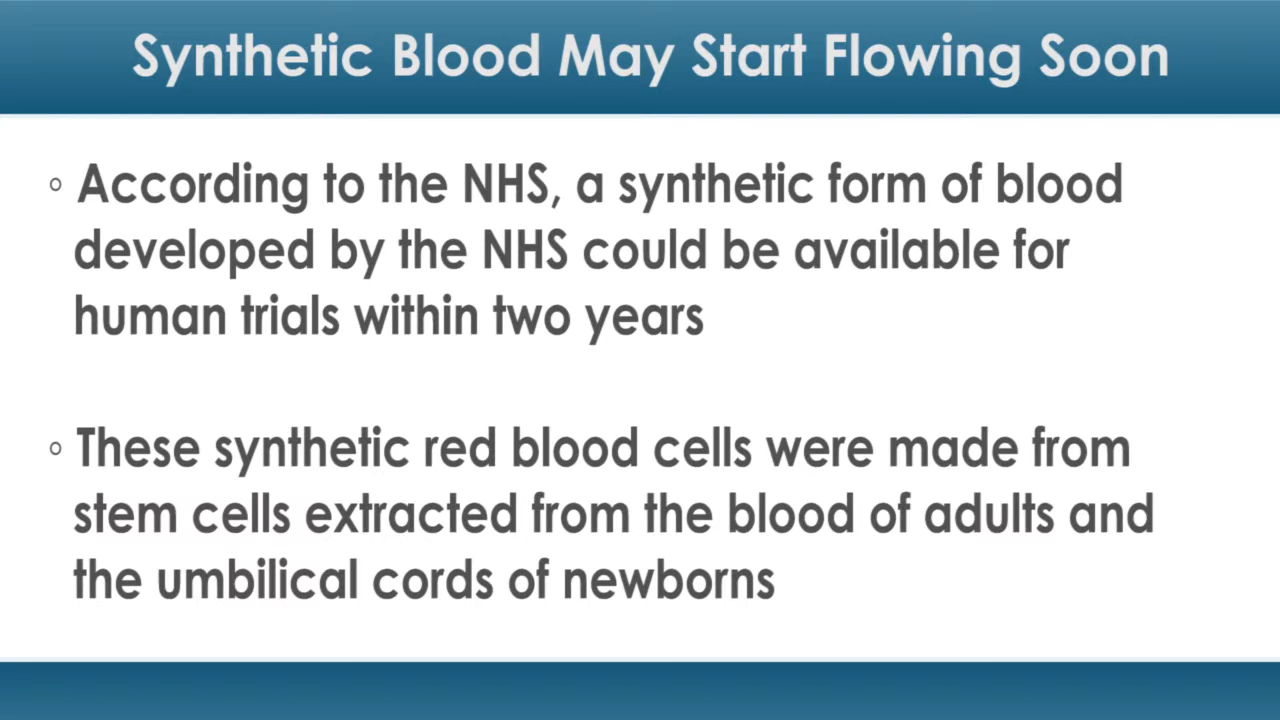 Synthetic Blood May Start Flowing Soon
◦ According to the NHS, a synthetic form of blood
developed by the NHS could be available for
human trials within two years
◦ These synthetic red blood cells were made from
stem cells extracted from the blood of adults and
the umbilical cords of newborns